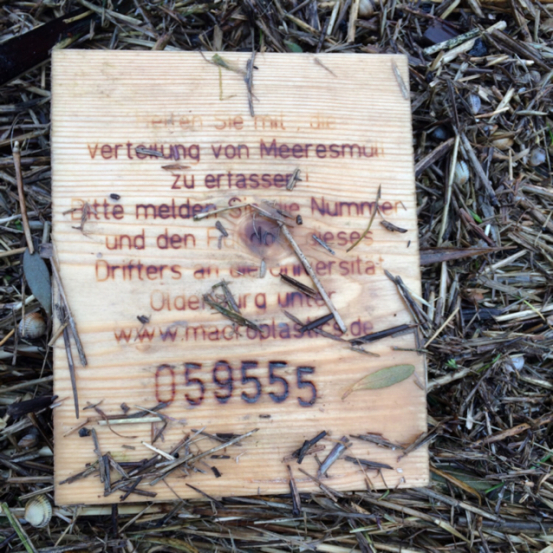 Helfen Sie mit, die
verteilung von Meeresmüll
zu erfassen!
Bitte melden Sie die Nummer
und den Fundort dieses
Drifters an die Universität
Oldenburg unter
www.macroplastics.de
059555